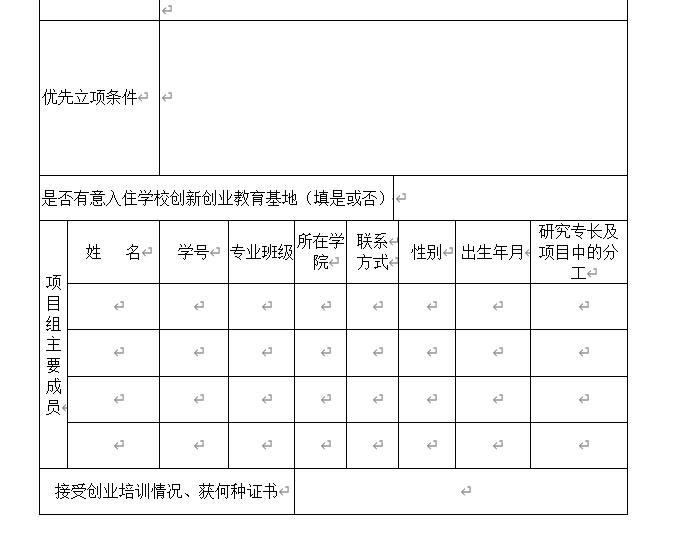 优先立项条件
是否有意入住学校创新创业教育基地（填是或否）
项目组主要成员
姓 名 学号 专业班级 所在学院 联系方式 性别 出生年月 研究专长及项目中的分工
接受创业培训情况、获何种证书